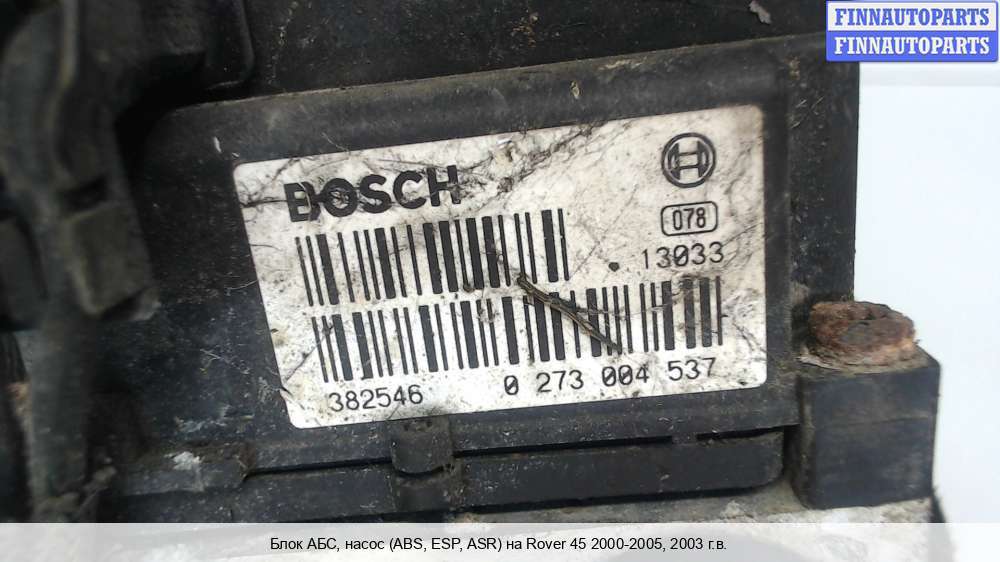 FINNAUTOPARTS
FINNAUTOPARTS
BOSCH
078
13033
382546 0 273 004 537
Блок АБС, насос (ABS, ESP, ASR) на Rover 45 2000-2005, 2003 г.в.